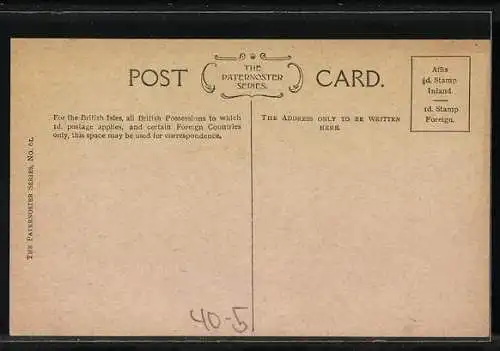 POST CARD.
THE
PATERNOSTER
SERIES.
Affix
½d. Stamp
Inland.
1d. Stamp
Foreign.
For the British Isles, all British Possessions to which
1d. postage applies, and certain Foreign Countries
only, this space may be used for correspondence.
THE ADDRESS ONLY TO BE WRITTEN
HERE.
THE PATERNOSTER SERIES, No. 61.
40-5